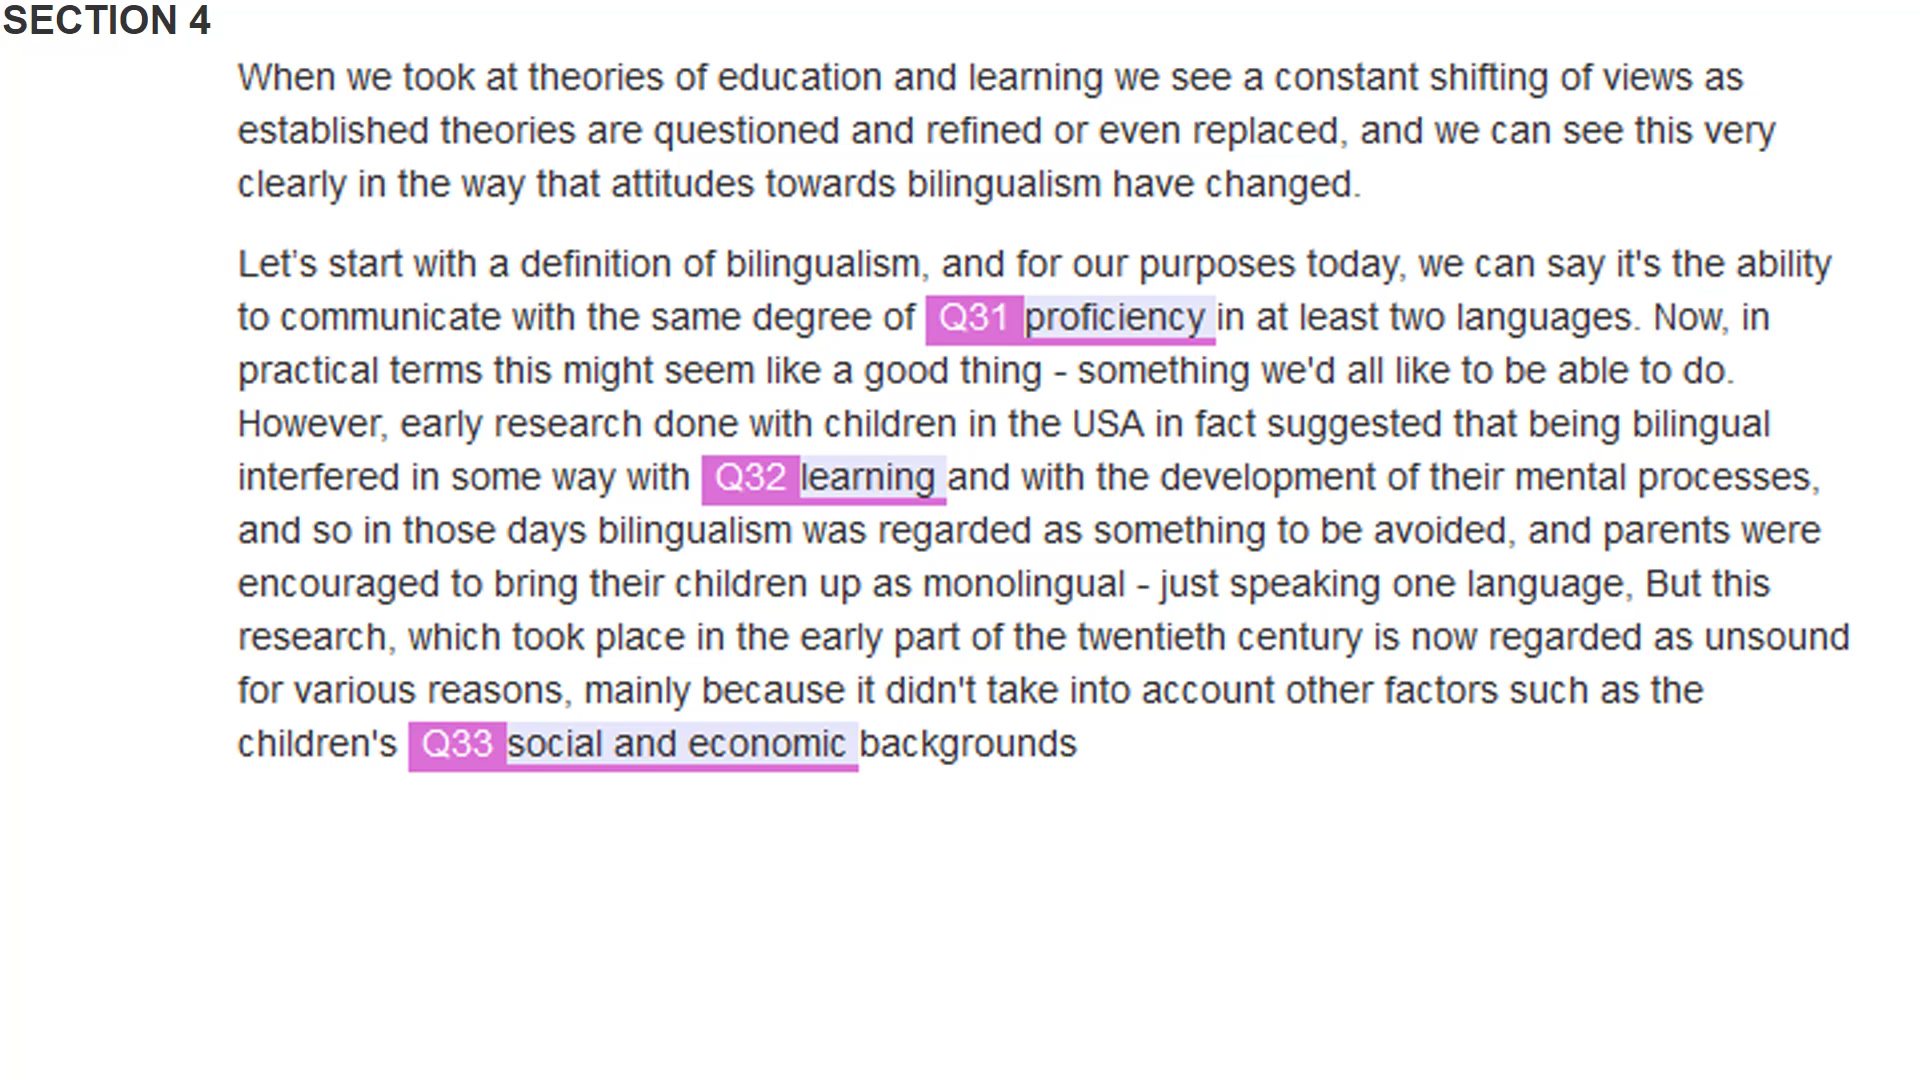 SECTION 4
When we took at theories of education and learning we see a constant shifting of views as
established theories are questioned and refined or even replaced, and we can see this very
clearly in the way that attitudes towards bilingualism have changed.
Let's start with a definition of bilingualism, and for our purposes today, we can say it's the ability
to communicate with the same degree of Q31 proficiency in at least two languages. Now, in
practical terms this might seem like a good thing - something we'd all like to be able to do.
However, early research done with children in the USA in fact suggested that being bilingual
interfered in some way with Q32 learning and with the development of their mental processes,
and so in those days bilingualism was regarded as something to be avoided, and parents were
encouraged to bring their children up as monolingual - just speaking one language, But this
research, which took place in the early part of the twentieth century is now regarded as unsound
for various reasons, mainly because it didn't take into account other factors such as the
children's Q33 social and economic backgrounds